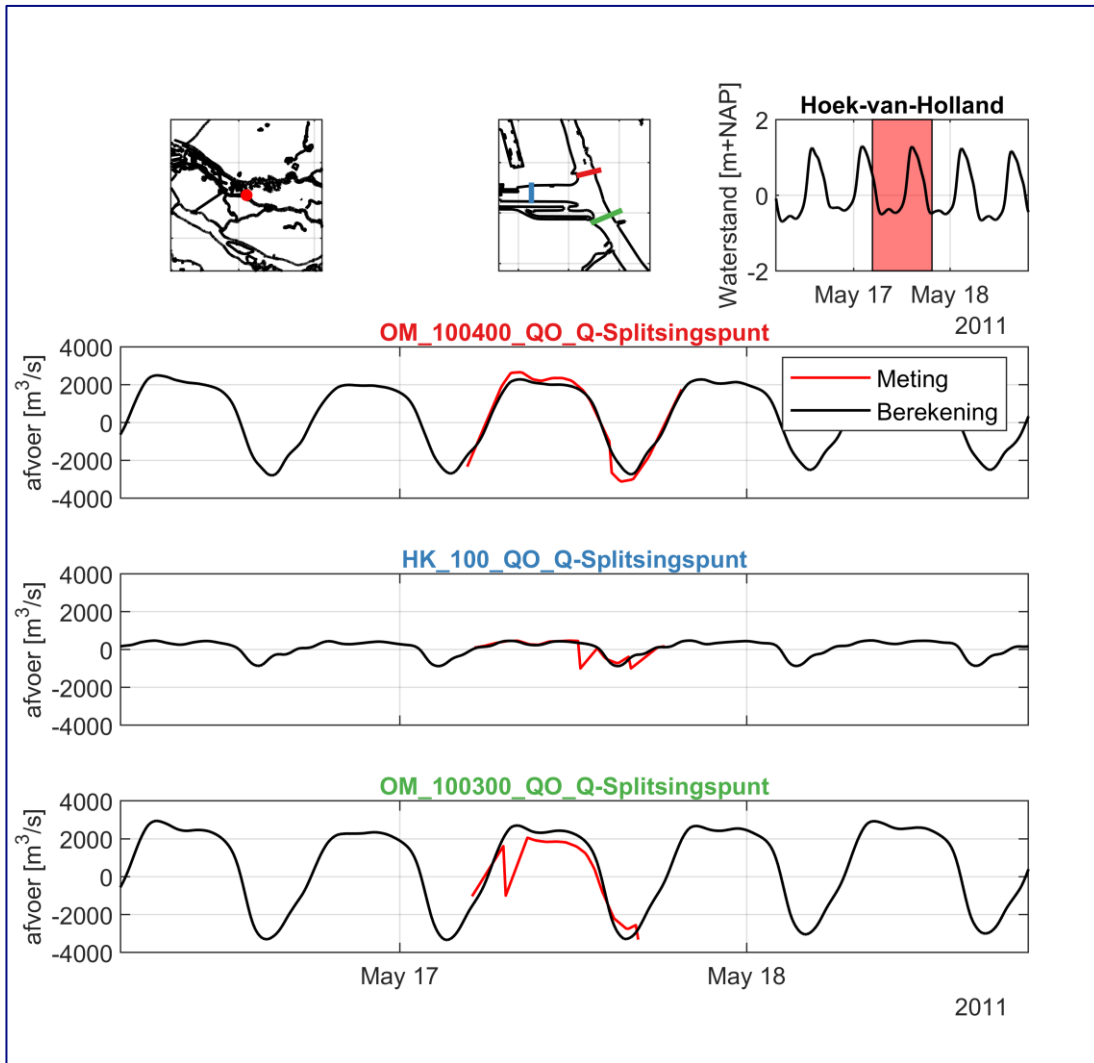 Hoek-van-Holland
Waterstand [m+NAP]
2
0
-2
May 17
May 18
2011
OM_100400_QO_Q-Splitsingspunt
afvoer [m³/s]
4000
2000
0
-2000
-4000
Meting
Berekening
HK_100_QO_Q-Splitsingspunt
afvoer [m³/s]
4000
2000
0
-2000
-4000
OM_100300_QO_Q-Splitsingspunt
afvoer [m³/s]
4000
2000
0
-2000
-4000
May 17
May 18
2011